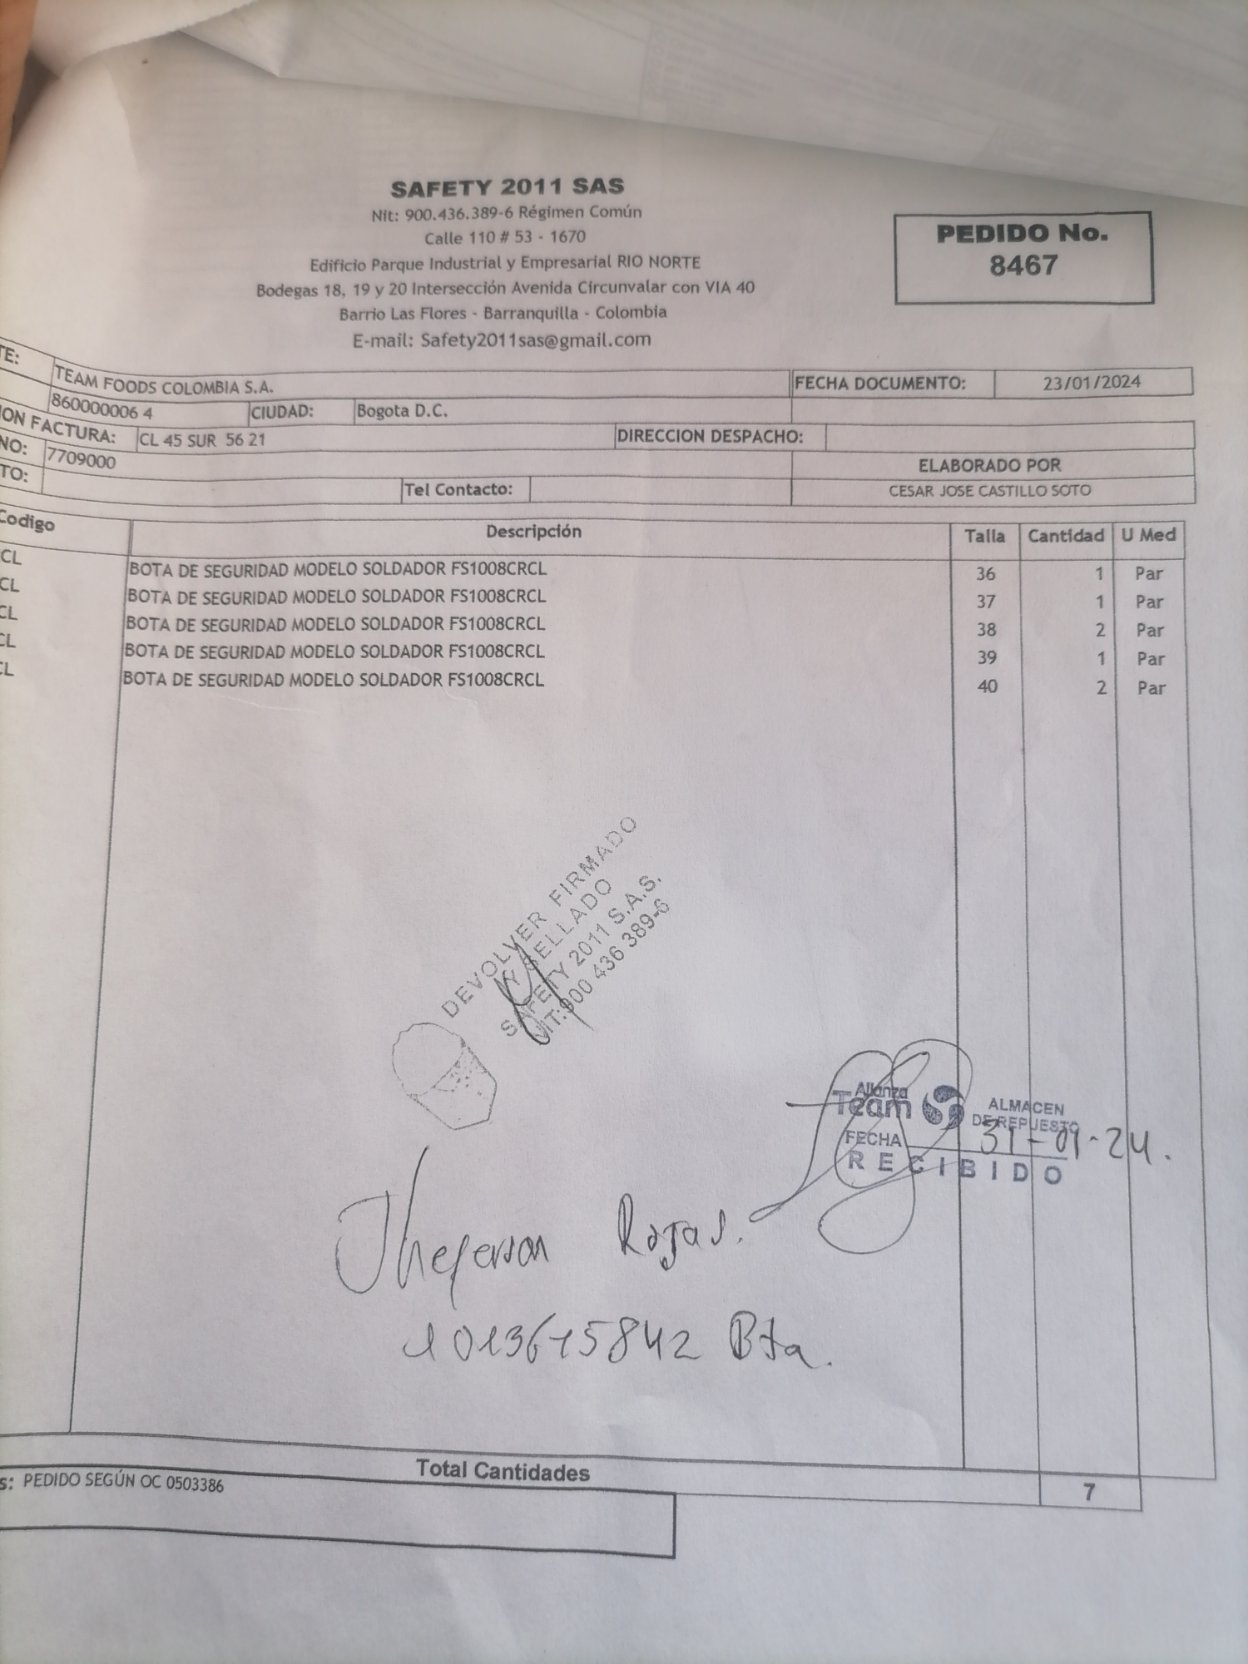 SAFETY 2011 SAS
Nit: 900.436.389-6 Régimen Común
Calle 110 # 53 - 1670
Edificio Parque Industrial y Empresarial RIO NORTE
Bodegas 18, 19 y 20 Intersección Avenida Circunvalar con VIA 40
Barrio Las Flores - Barranquilla - Colombia
E-mail: Safety2011sas@gmail.com
PEDIDO No.
8467
TE: TEAM FOODS COLOMBIA S.A. FECHA DOCUMENTO: 23/01/2024
860000006 4 CIUDAD: Bogota D.C.
ION FACTURA: CL 45 SUR 56 21 DIRECCION DESPACHO:
NO: 7709000 ELABORADO POR
TO: Tel Contacto: CESAR JOSE CASTILLO SOTO
Codigo Descripción Talla Cantidad U Med
CL BOTA DE SEGURIDAD MODELO SOLDADOR FS1008CRCL 36 1 Par
CL BOTA DE SEGURIDAD MODELO SOLDADOR FS1008CRCL 37 1 Par
CL BOTA DE SEGURIDAD MODELO SOLDADOR FS1008CRCL 38 2 Par
CL BOTA DE SEGURIDAD MODELO SOLDADOR FS1008CRCL 39 1 Par
CL BOTA DE SEGURIDAD MODELO SOLDADOR FS1008CRCL 40 2 Par
DEVOLVER FIRMADO
Y SELLADO
SAFETY 2011 S.A.S.
NIT:900 436 389-6
Alianza
Team
ALMACEN
DE REPUESTO
FECHA 31-01-24.
RECIBIDO
Jheferson Rojas.
1013615842 Bta.
Total Cantidades 7
s: PEDIDO SEGÚN OC 0503386